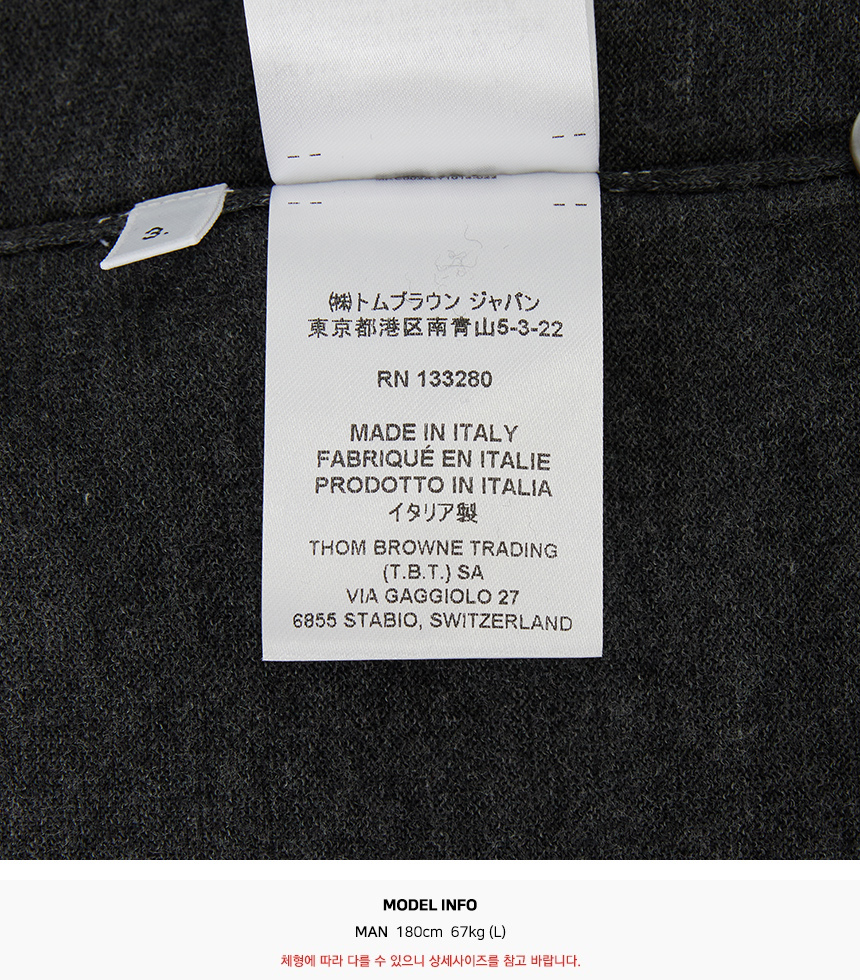 3.
㈱トムブラウン ジャパン
東京都港区南青山5-3-22
RN 133280
MADE IN ITALY
FABRIQUÉ EN ITALIE
PRODOTTO IN ITALIA
イタリア製
THOM BROWNE TRADING
(T.B.T.) SA
VIA GAGGIOLO 27
6855 STABIO, SWITZERLAND
MODEL INFO
MAN 180cm 67kg (L)
체형에 따라 다를 수 있으니 상세사이즈를 참고 바랍니다.